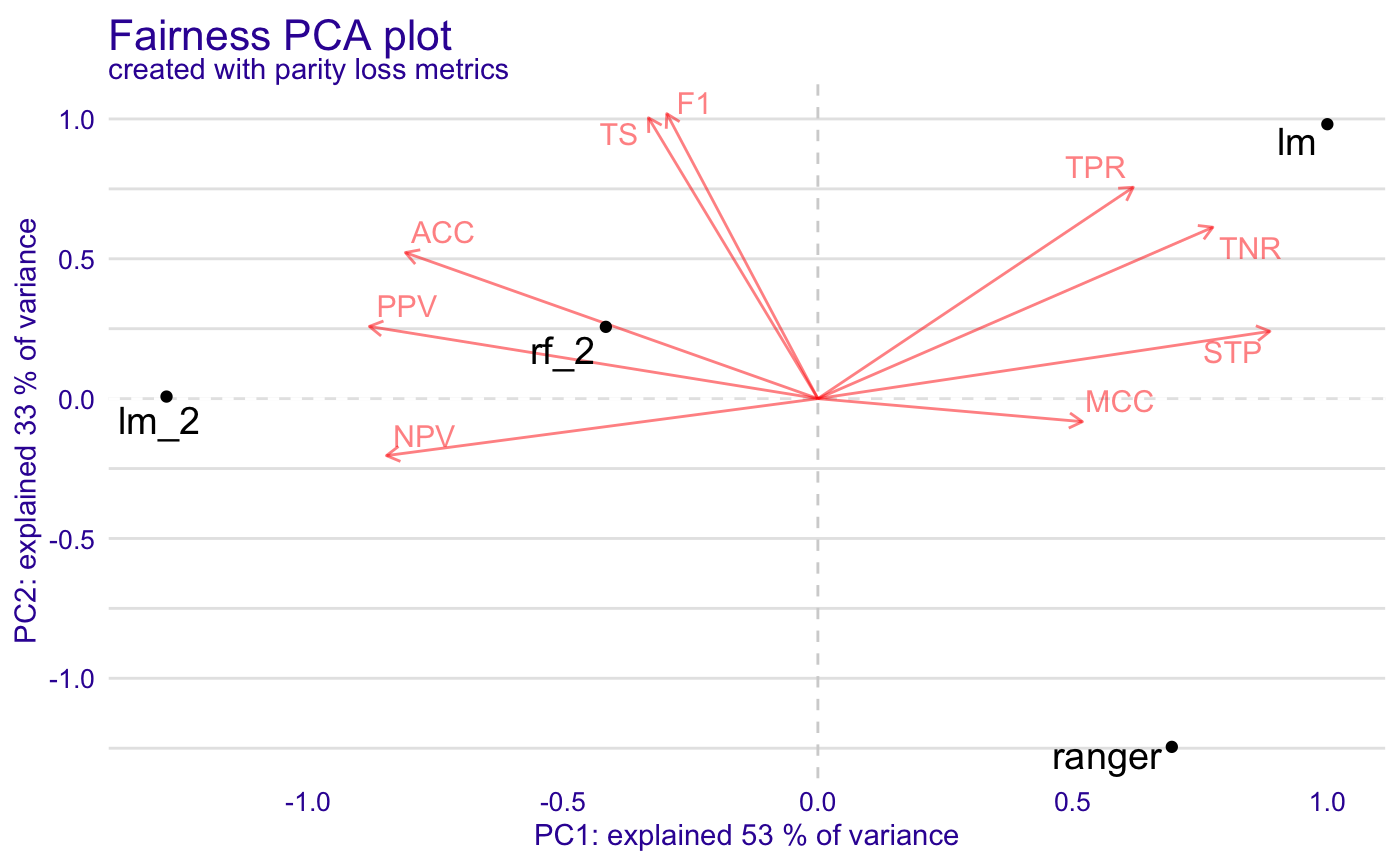 Fairness PCA plot
created with parity loss metrics
F1
TS
TPR
lm
ACC
TNR
PPV
STP
rf_2
MCC
lm_2
NPV
ranger
1.0
0.5
0.0
-0.5
-1.0
PC2: explained 33 % of variance
-1.0
-0.5
0.0
0.5
1.0
PC1: explained 53 % of variance